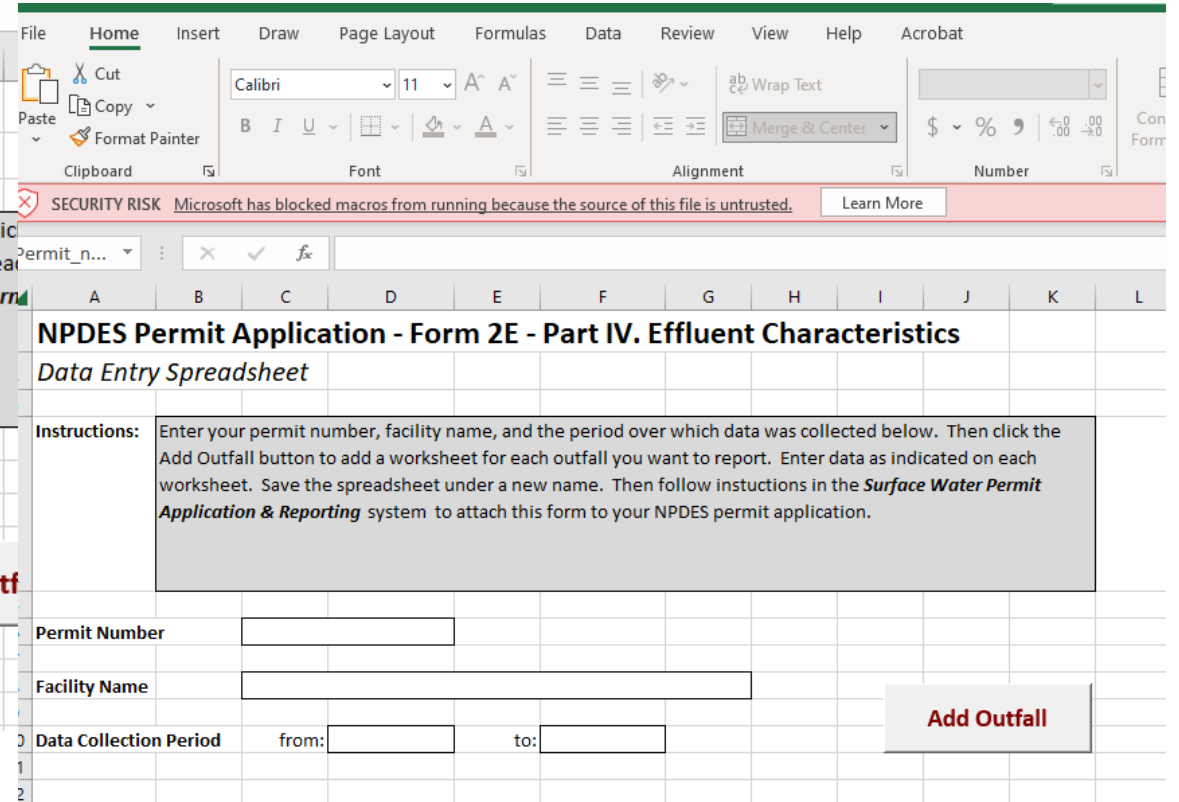 File Home Insert Draw Page Layout Formulas Data Review View Help Acrobat
Cut
Copy
Paste
Format Painter
Calibri 11 A^ A˅
B I U A
ab Wrap Text
Merge & Center
$ % 9 .00
Con
Form
Clipboard Font Alignment Number
SECURITY RISK Microsoft has blocked macros from running because the source of this file is untrusted. Learn More
Permit_n... fx
A B C D E F G H I J K L
NPDES Permit Application - Form 2E - Part IV. Effluent Characteristics
Data Entry Spreadsheet
Instructions: Enter your permit number, facility name, and the period over which data was collected below. Then click the
Add Outfall button to add a worksheet for each outfall you want to report. Enter data as indicated on each
worksheet. Save the spreadsheet under a new name. Then follow instuctions in the Surface Water Permit
Application & Reporting system to attach this form to your NPDES permit application.
Permit Number
Facility Name
Add Outfall
Data Collection Period from: to: